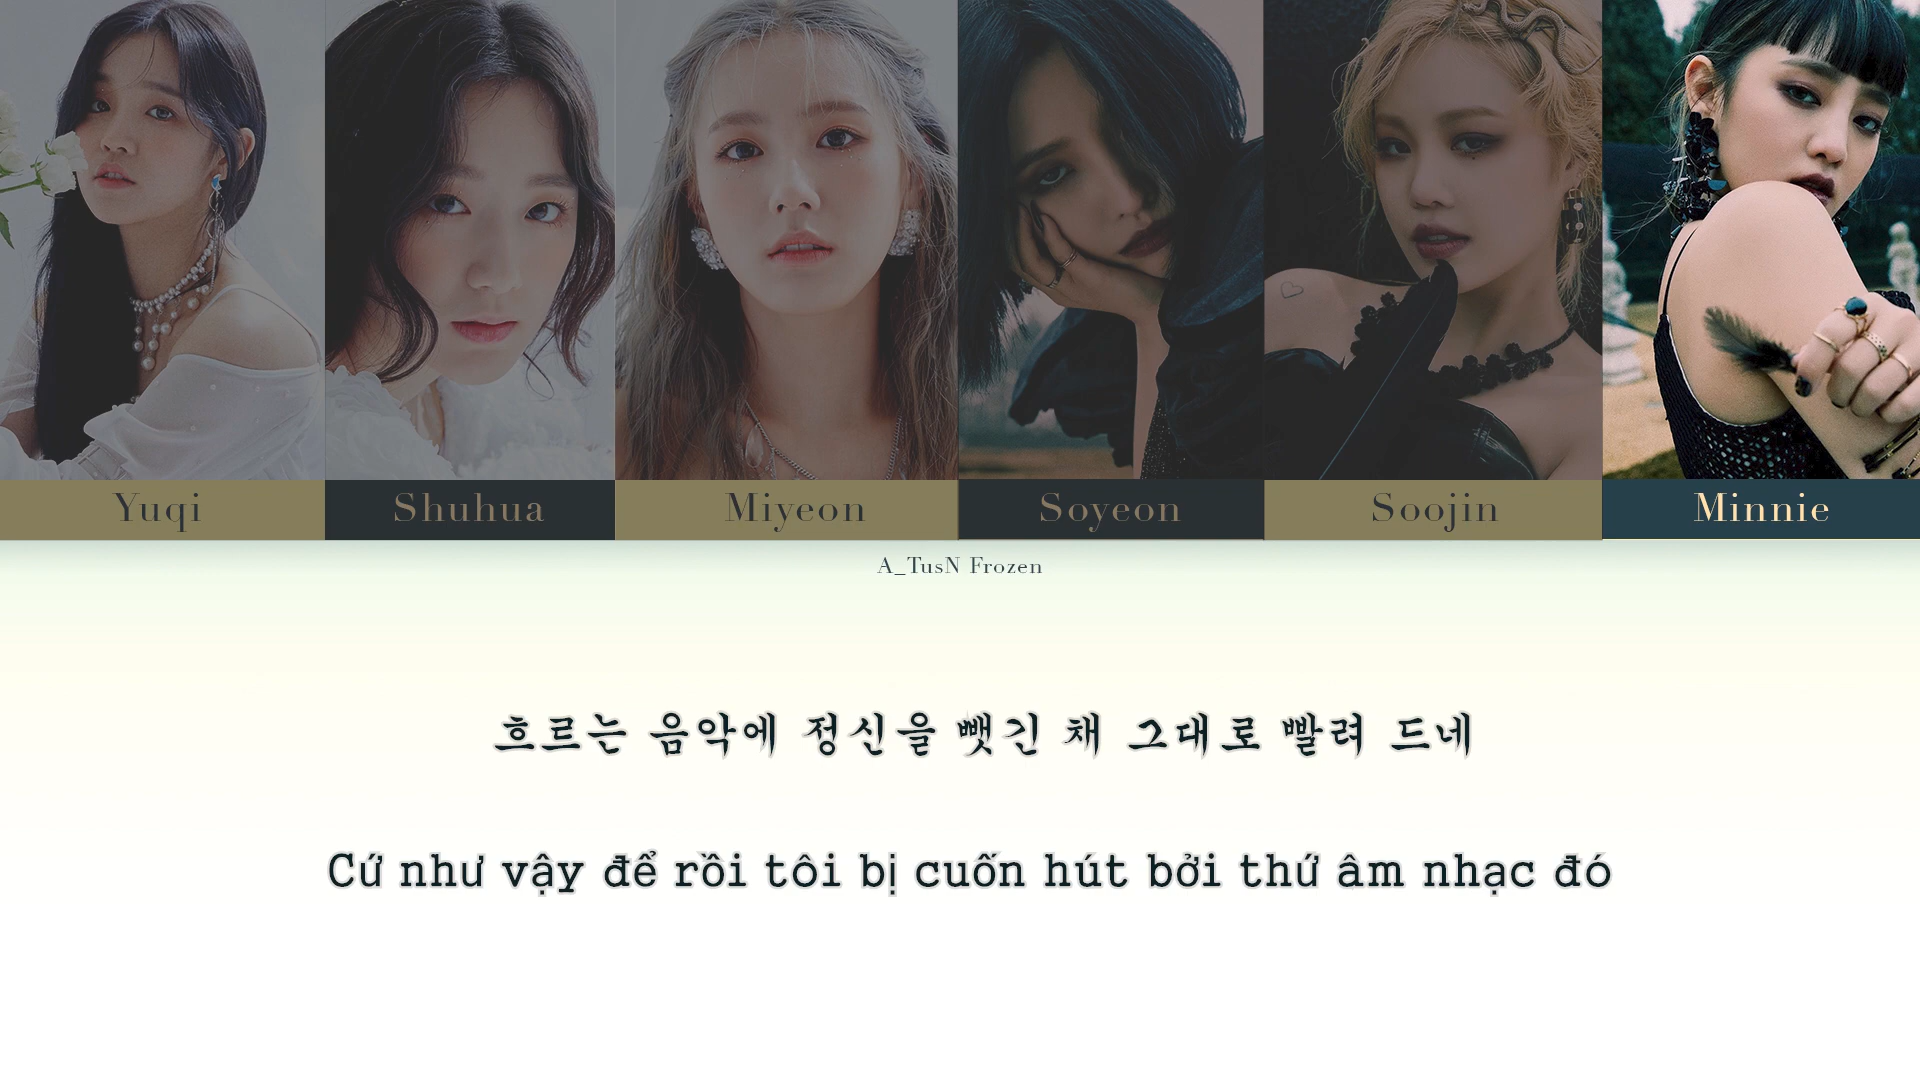 Yuqi Shuhua Miyeon Soyeon Soojin Minnie
A_TusN Frozen
흐르는 음악에 정신을 뺏긴 채 그대로 빨려 드네
Cứ như vậy để rồi tôi bị cuốn hút bởi thứ âm nhạc đó